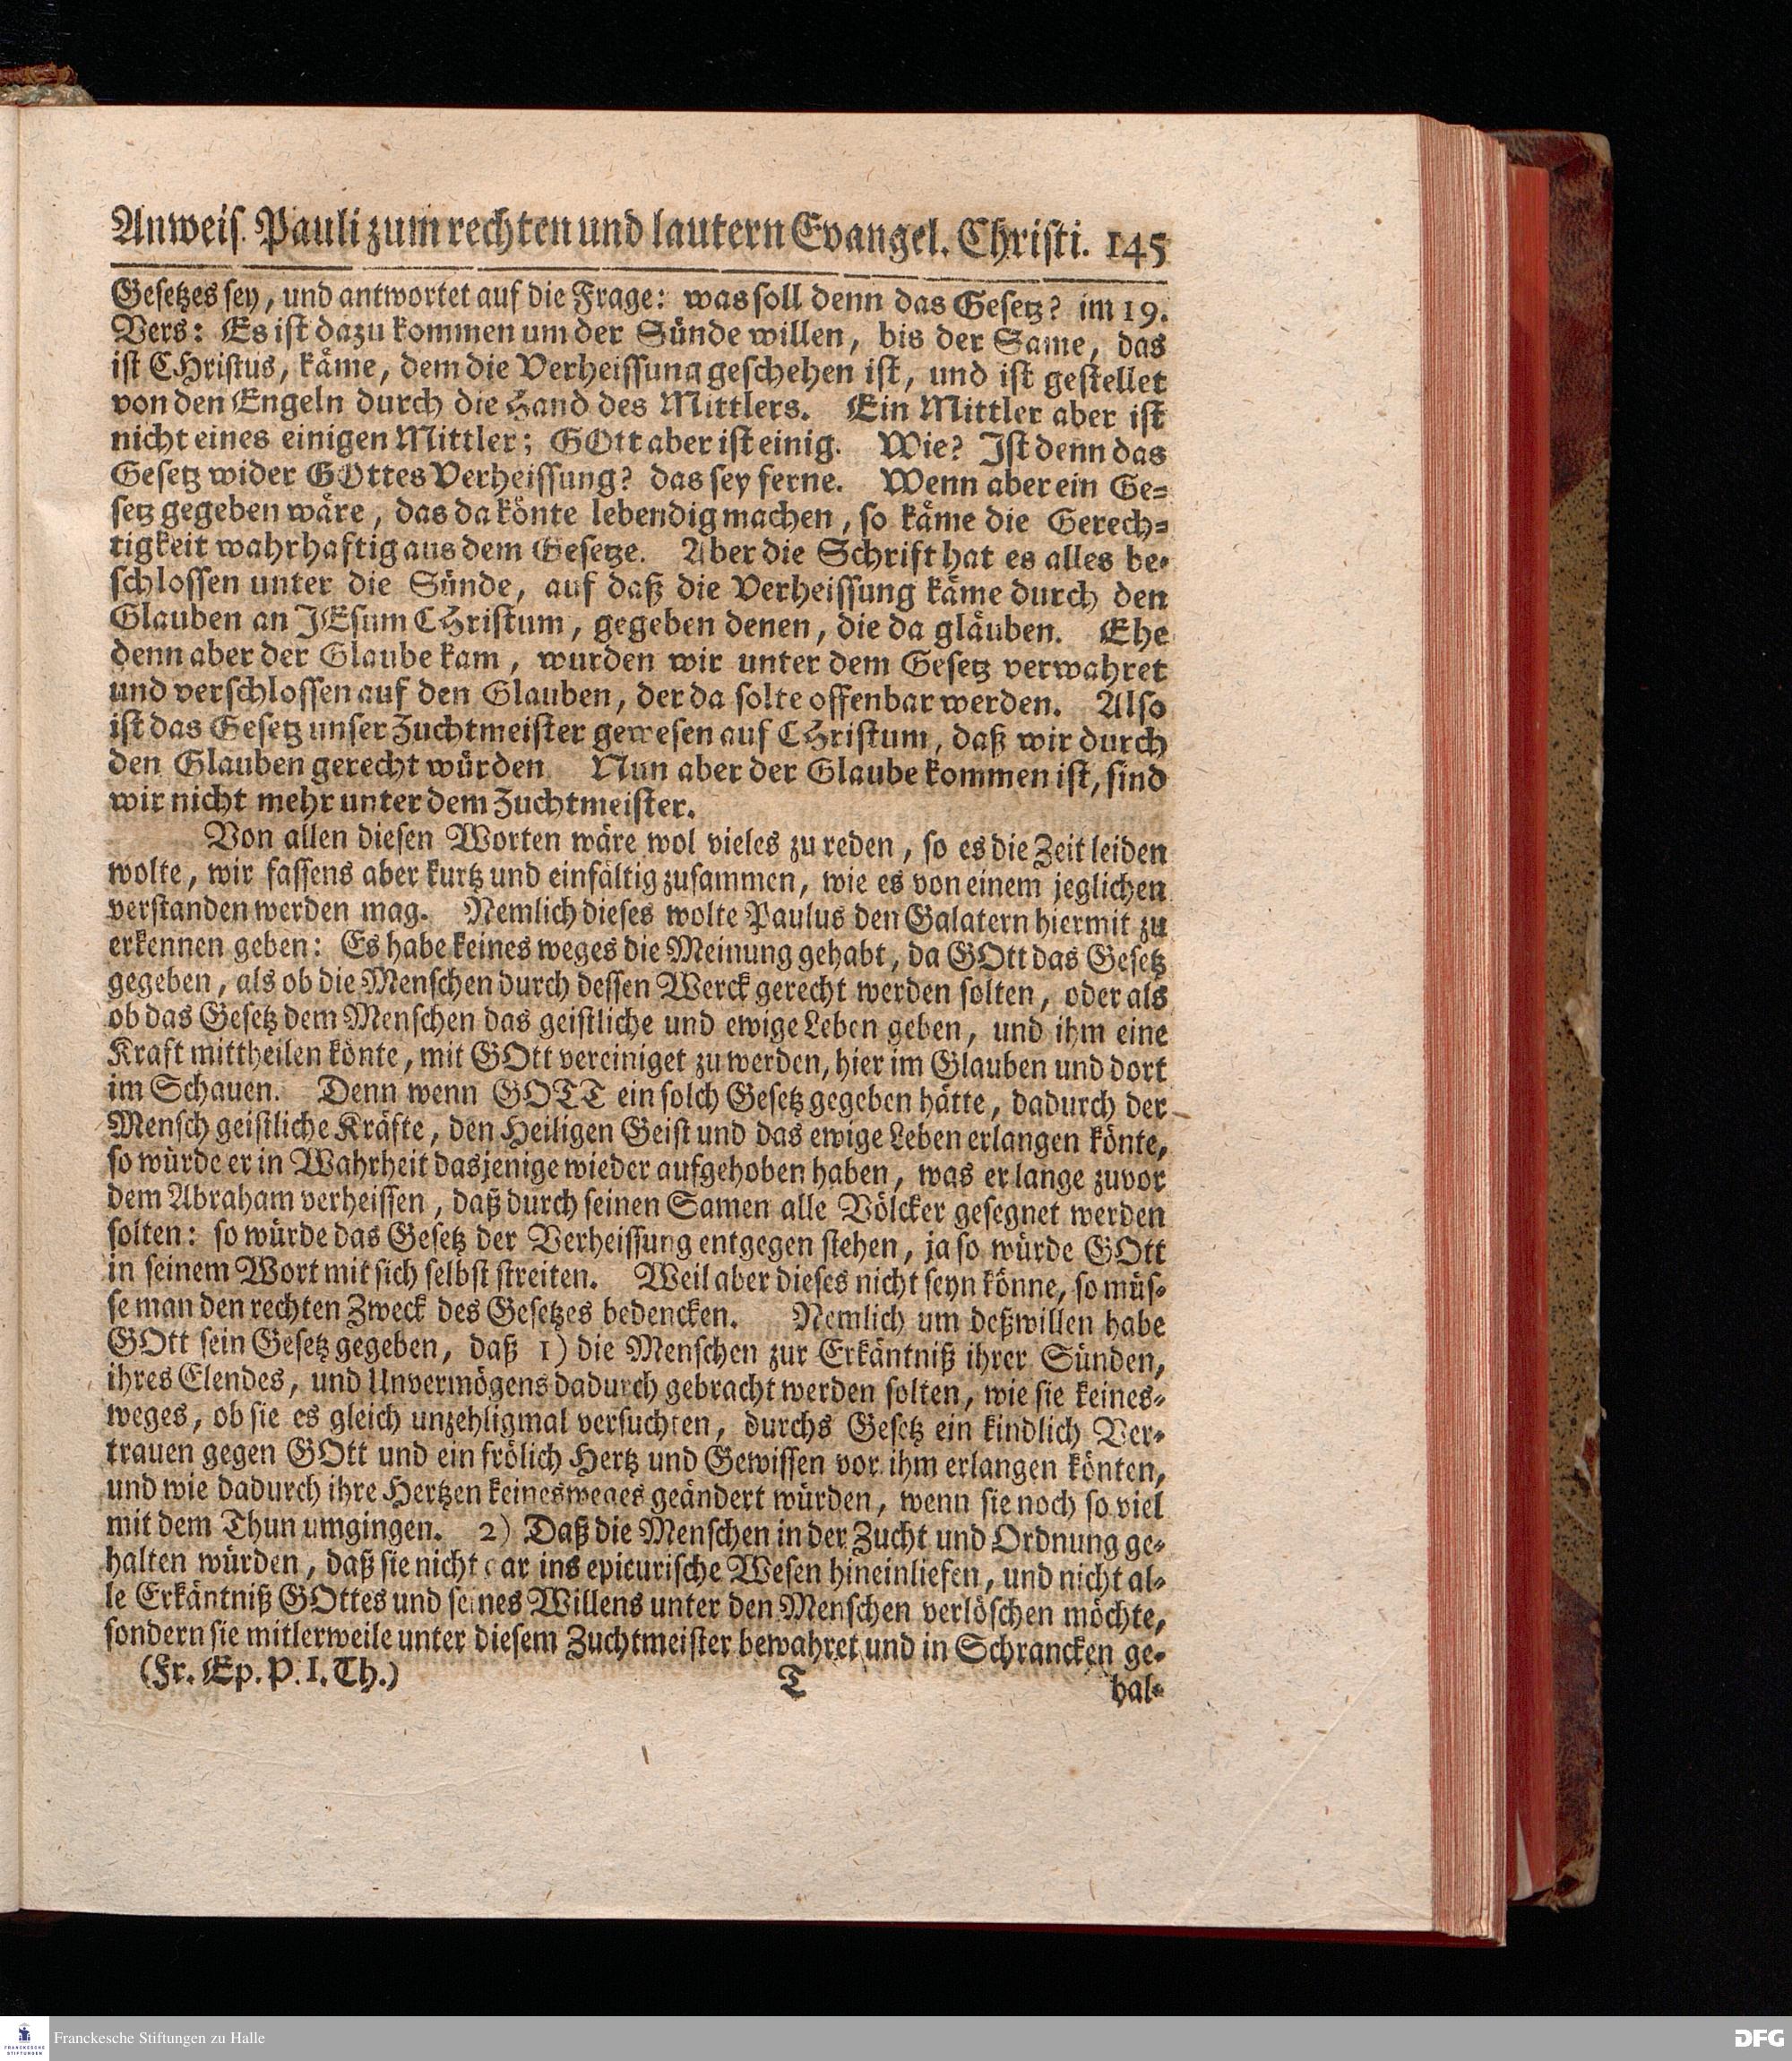 Anweis. Pauli zum rechten und lautern Evangel. Christi. 145
Gesetzes sey, und antwortet auf die Frage: was soll denn das Gesetz? im 19.
Vers: Es ist dazu kommen um der Sünde willen, bis der Same, das
ist CHristus, käme, dem die Verheissung geschehen ist, und ist gestellet
von den Engeln durch die Hand des Mittlers. Ein Mittler aber ist
nicht eines einigen Mittler; GOtt aber ist einig. Wie? Ist denn das
Gesetz wider GOttes Verheissung? das sey ferne. Wenn aber ein Ge-
setz gegeben wäre, das da könte lebendig machen, so käme die Gerech-
tigkeit wahrhaftig aus dem Gesetze. Aber die Schrift hat es alles be-
schlossen unter die Sünde, auf daß die Verheissung käme durch den
Glauben an JEsum CHristum, gegeben denen, die da gläuben. Ehe
denn aber der Glaube kam, wurden wir unter dem Gesetz verwahret
und verschlossen auf den Glauben, der da solte offenbar werden. Also
ist das Gesetz unser Zuchtmeister gewesen auf CHristum, daß wir durch
den Glauben gerecht würden. Nun aber der Glaube kommen ist, sind
wir nicht mehr unter dem Zuchtmeister.
Von allen diesen Worten wäre wol vieles zu reden, so es die Zeit leiden
wolte, wir fassens aber kurtz und einfältig zusammen, wie es von einem jeglichen
verstanden werden mag. Nemlich dieses wolte Paulus den Galatern hiermit zu
erkennen geben: Es habe keines weges die Meinung gehabt, da GOtt das Gesetz
gegeben, als ob die Menschen durch dessen Werck gerecht werden solten, oder als
ob das Gesetz dem Menschen das geistliche und ewige Leben geben, und ihm eine
Kraft mittheilen könte, mit GOtt vereiniget zu werden, hier im Glauben und dort
im Schauen. Denn wenn GOTT ein solch Gesetz gegeben hätte, dadurch der
Mensch geistliche Kräfte, den Heiligen Geist und das ewige Leben erlangen könte,
so würde er in Wahrheit dasjenige wieder aufgehoben haben, was er lange zuvor
dem Abraham verheissen, daß durch seinen Samen alle Völcker gesegnet werden
solten: so würde das Gesetz der Verheissung entgegen stehen, ja so würde GOtt
in seinem Wort mit sich selbst streiten. Weil aber dieses nicht seyn könne, so müs-
se man den rechten Zweck des Gesetzes bedencken. Nemlich um deßwillen habe
GOtt sein Gesetz gegeben, daß 1) die Menschen zur Erkäntniß ihrer Sünden,
ihres Elendes, und Unvermögens dadurch gebracht werden solten, wie sie keines-
weges, ob sie es gleich unzehligmal versuchten, durchs Gesetz ein kindlich Ver-
trauen gegen GOtt und ein frölich Hertz und Gewissen vor ihm erlangen könten,
und wie dadurch ihre Hertzen keinesweges geändert würden, wenn sie noch so viel
mit dem Thun umgingen. 2) Daß die Menschen in der Zucht und Ordnung ge-
halten würden, daß sie nicht gar ins epicurische Wesen hineinliefen, und nicht al-
le Erkäntniß GOttes und seines Willens unter den Menschen verlöschen möchte,
sondern sie mitlerweile unter diesem Zuchtmeister bewahret und in Schrancken ge-
(Fr. Ep. P. I. Th.) T hal-
FRANCKESCHE STIFTUNGEN
Franckesche Stiftungen zu Halle
DFG